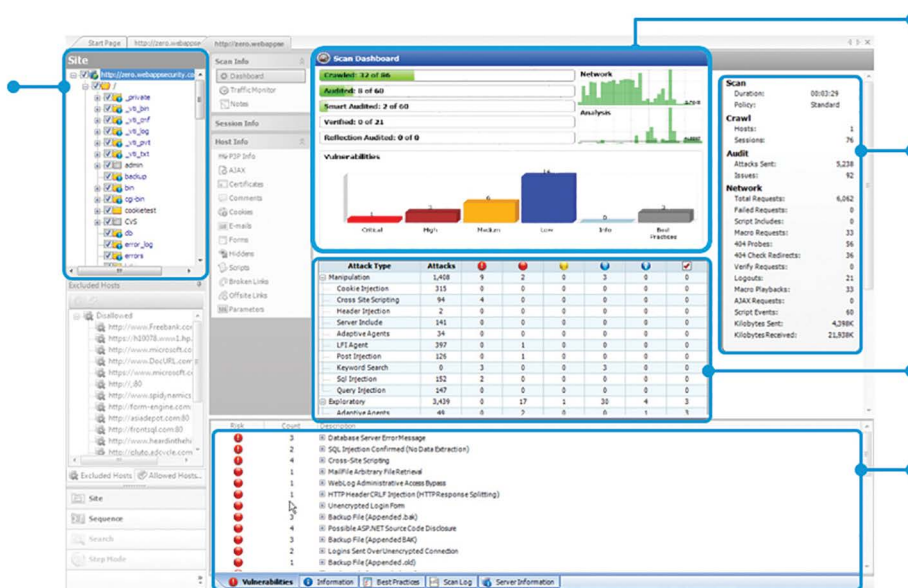 Start Page
http://zero.webappse
http://zero.webappse
Site
http://zero.webappsecurity.co
/
_private
_vti_bin
_vti_cnf
_vti_log
_vti_pvt
_vti_txt
admin
backup
bin
cgi-bin
cookietest
CVS
db
error_log
errors
Excluded Hosts
Disallowed
http://www.Freebank.co
https://h10078.www1.hp.
http://www.microsoft.co
http://www.DocURL.com
https://www.microsoft.c
http://,:80
http://www.spidynamics
http://form-engine.com
http://asiadepot.com:80
http://frontsql.com:80
http://www.heardinthehi
Excluded Hosts
Allowed Hosts...
Site
Sequence
Search
Step Mode
Scan Info
Dashboard
Traffic Monitor
Notes
Session Info
Host Info
P3P Info
AJAX
Certificates
Comments
Cookies
E-mails
Forms
Hiddens
Scripts
Broken Links
Offsite Links
Parameters
Scan Dashboard
Crawled: 32 of 86
Audited: 8 of 60
Smart Audited: 2 of 60
Verified: 0 of 21
Reflection Audited: 0 of 0
Network
Analysis
Vulnerabilities
14
Critical High Medium Low Info Best Practices
Scan
Duration: 00:03:29
Policy: Standard
Crawl
Hosts: 1
Sessions: 76
Audit
Attacks Sent: 5,238
Issues: 92
Network
Total Requests: 6,062
Failed Requests: 0
Script Includes: 0
Macro Requests: 33
404 Probes: 56
404 Check Redirects: 36
Verify Requests: 0
Logouts: 21
Macro Playbacks: 33
AJAX Requests: 0
Script Events: 60
Kilobytes Sent: 4,398K
Kilobytes Received: 21,938K
Attack Type Attacks
Manipulation 1,408 9 2 0 3 0 0
Cookie Injection 315 0 0 0 0 0 0
Cross Site Scripting 94 4 0 0 0 0 0
Header Injection 2 0 0 0 0 0 0
Server Include 141 0 0 0 0 0 0
Adaptive Agents 34 0 0 0 0 0 0
LFI Agent 397 0 1 0 0 0 0
Post Injection 126 0 1 0 0 0 0
Keyword Search 0 3 0 0 3 0 0
Sql Injection 152 2 0 0 0 0 0
Query Injection 147 0 0 0 0 0 0
Exploratory 3,439 0 17 1 30 4 3
Adaptive Agents 49 0 2 0 0 1 3
Risk Count Description
3 Database Server Error Message
2 SQL Injection Confirmed (No Data Extraction)
4 Cross-Site Scripting
1 MailFile Arbitrary File Retrieval
1 WebLog Administrative Access Bypass
1 HTTP Header CRLF Injection (HTTP Response Splitting)
Unencrypted Login Form
3 Backup File (Appended .bak)
4 Possible ASP.NET Source Code Disclosure
3 Backup File (Appended BAK)
2 Logins Sent Over Unencrypted Connection
1 Backup File (Appended .old)
Vulnerabilities
Information
Best Practices
Scan Log
Server Information